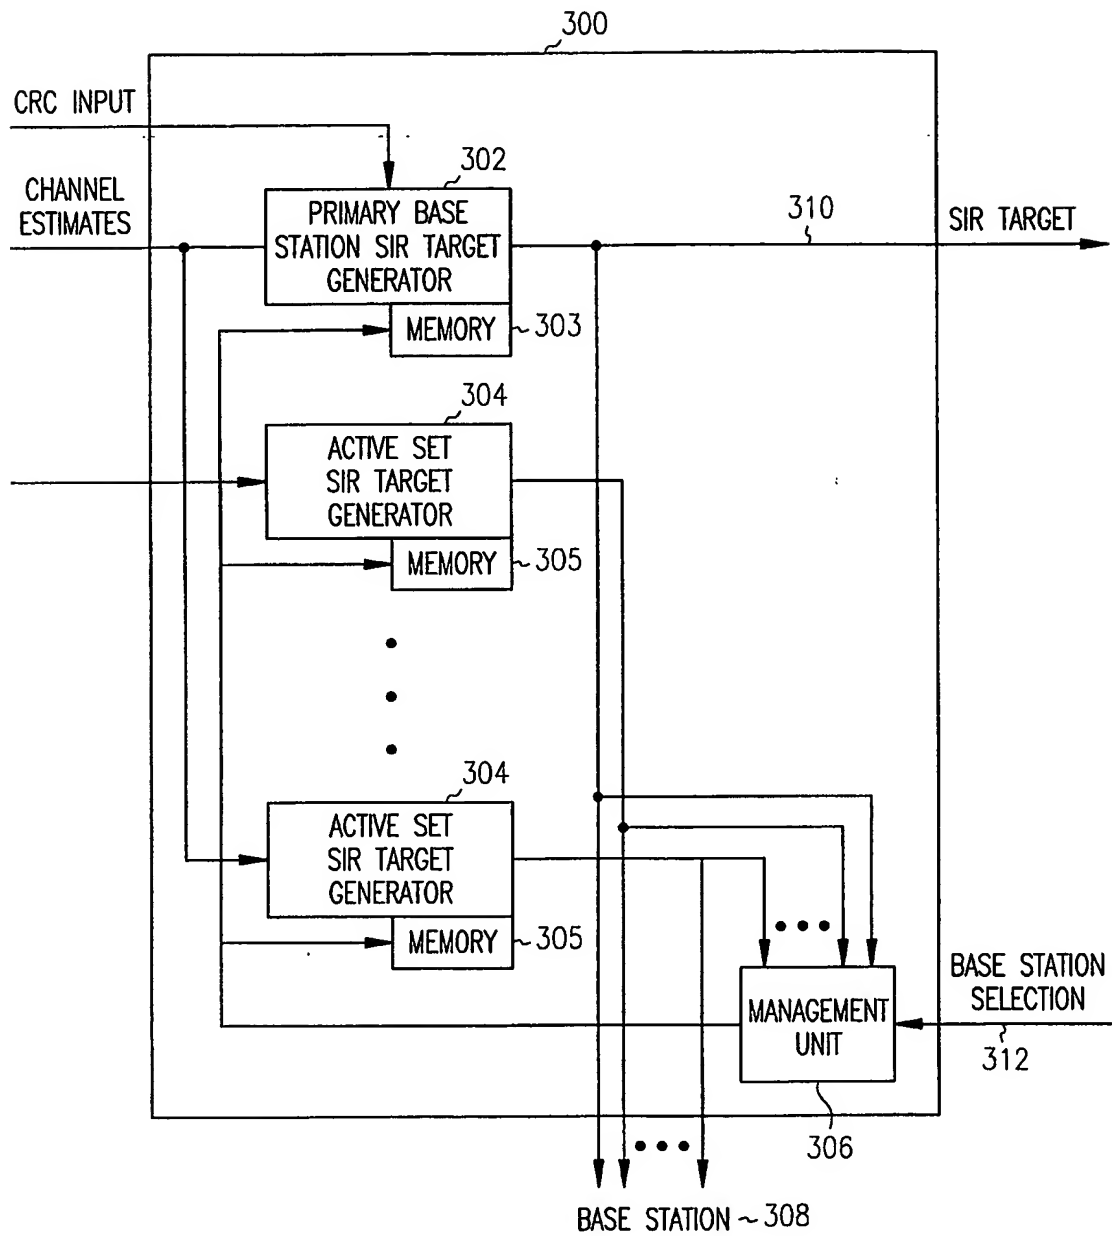 300
CRC INPUT
302
CHANNEL
ESTIMATES
PRIMARY BASE
STATION SIR TARGET
GENERATOR
310
SIR TARGET
MEMORY
303
304
ACTIVE SET
SIR TARGET
GENERATOR
MEMORY
305
304
ACTIVE SET
SIR TARGET
GENERATOR
MEMORY
305
BASE STATION
SELECTION
MANAGEMENT
UNIT
312
306
BASE STATION
308